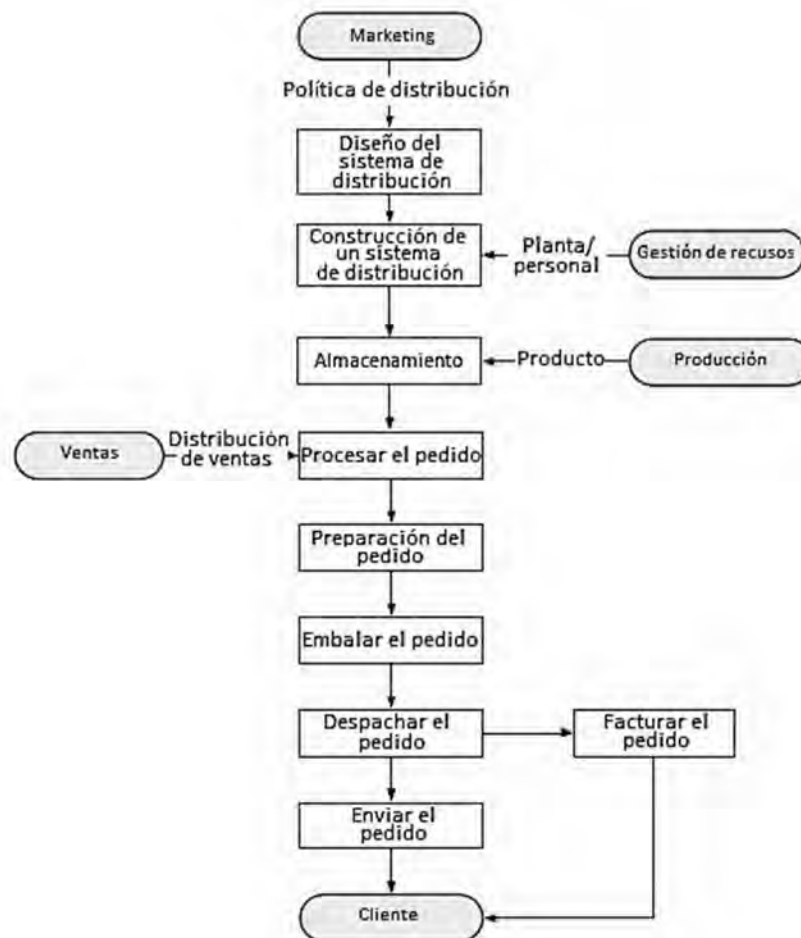 Marketing
Política de distribución
Diseño del
sistema de
distribución
Construcción de
un sistema
de distribución
Planta/
personal
Gestión de recusos
Almacenamiento
Producto
Producción
Ventas
Distribución
de ventas
Procesar el pedido
Preparación del
pedido
Embalar el pedido
Despachar el
pedido
Facturar el
pedido
Enviar el
pedido
Cliente